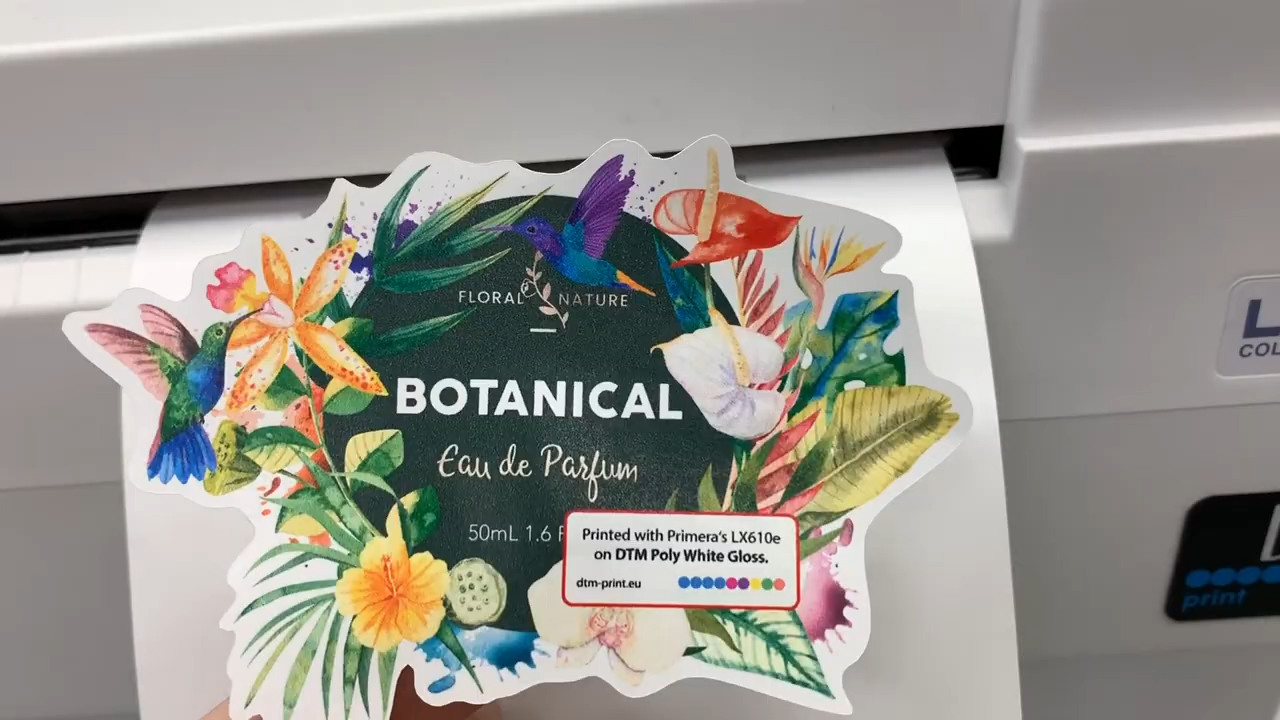 FLORAL NATURE
BOTANICAL
Eau de Parfum
50mL 1.6
Printed with Primera's LX610e
on DTM Poly White Gloss.
dtm-print.eu
L
COL
print